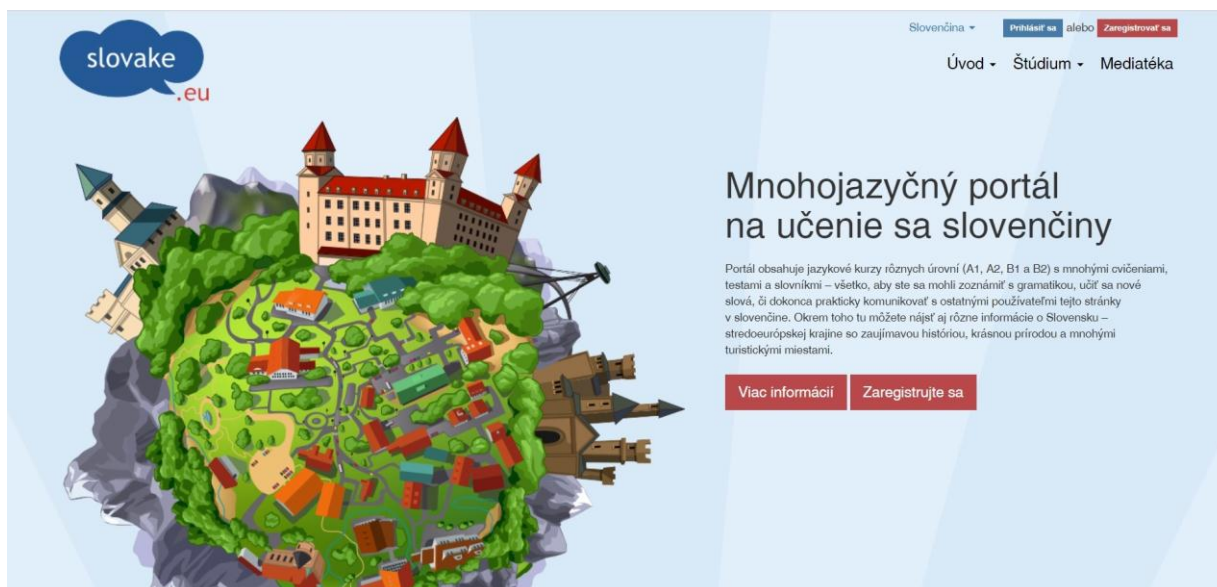 slovake
.eu
Slovenčina
Prihlásiť sa alebo Zaregistrovať sa
Úvod Štúdium Mediatéka
Mnohojazyčný portál
na učenie sa slovenčiny
Portál obsahuje jazykové kurzy rôznych úrovní (A1, A2, B1 a B2) s mnohými cvičeniami,
testami a slovníkmi – všetko, aby ste sa mohli zoznámiť s gramatikou, učiť sa nové
slová, či dokonca prakticky komunikovať s ostatnými používateľmi tejto stránky
v slovenčine. Okrem toho tu môžete nájsť aj rôzne informácie o Slovensku –
stredoeurópskej krajine so zaujímavou históriou, krásnou prírodou a mnohými
turistickými miestami.
Viac informácií Zaregistrujte sa